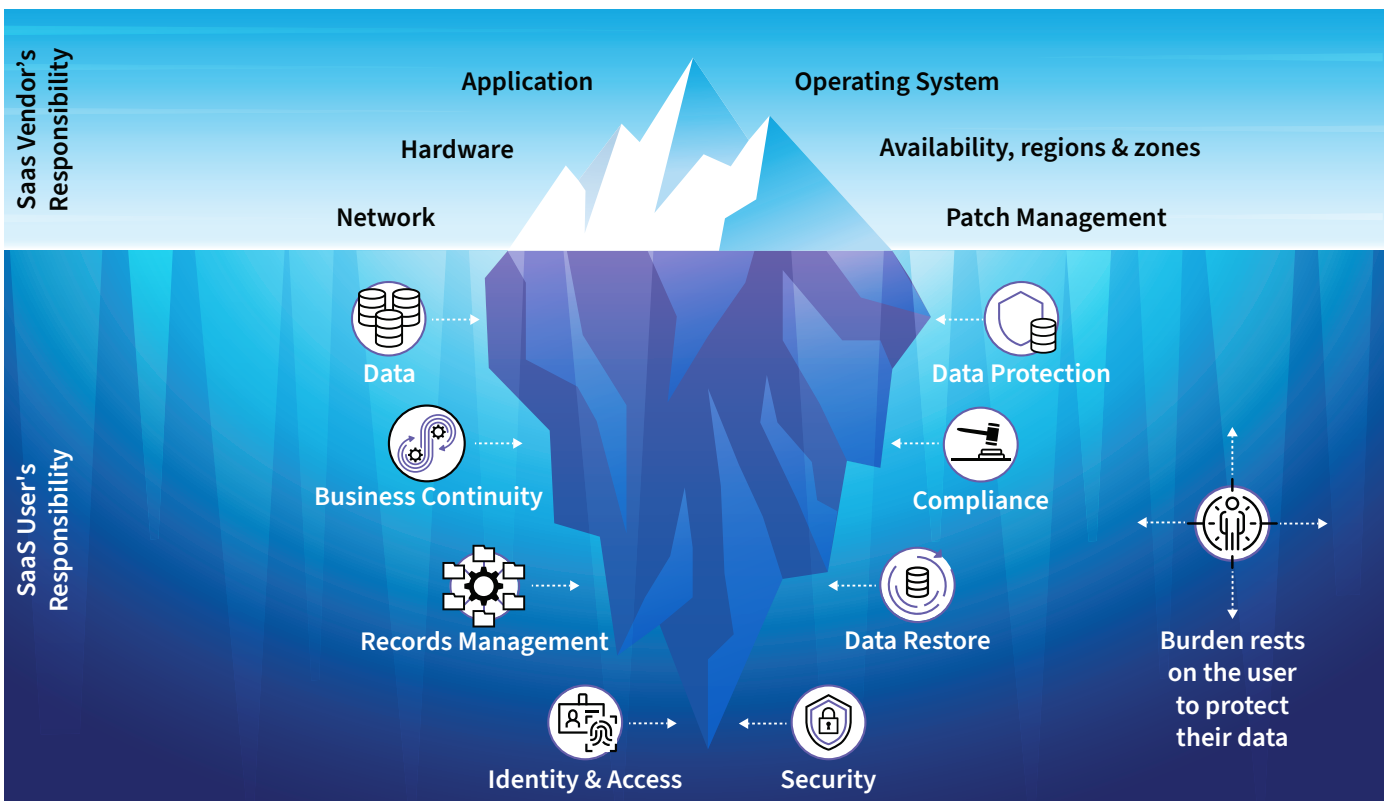 Saas Vendor's
Responsibility
Application
Operating System
Hardware
Availability, regions & zones
Network
Patch Management
SaaS User's
Responsibility
Data
Data Protection
Business Continuity
Compliance
Records Management
Data Restore
Identity & Access
Security
Burden rests
on the user
to protect
their data